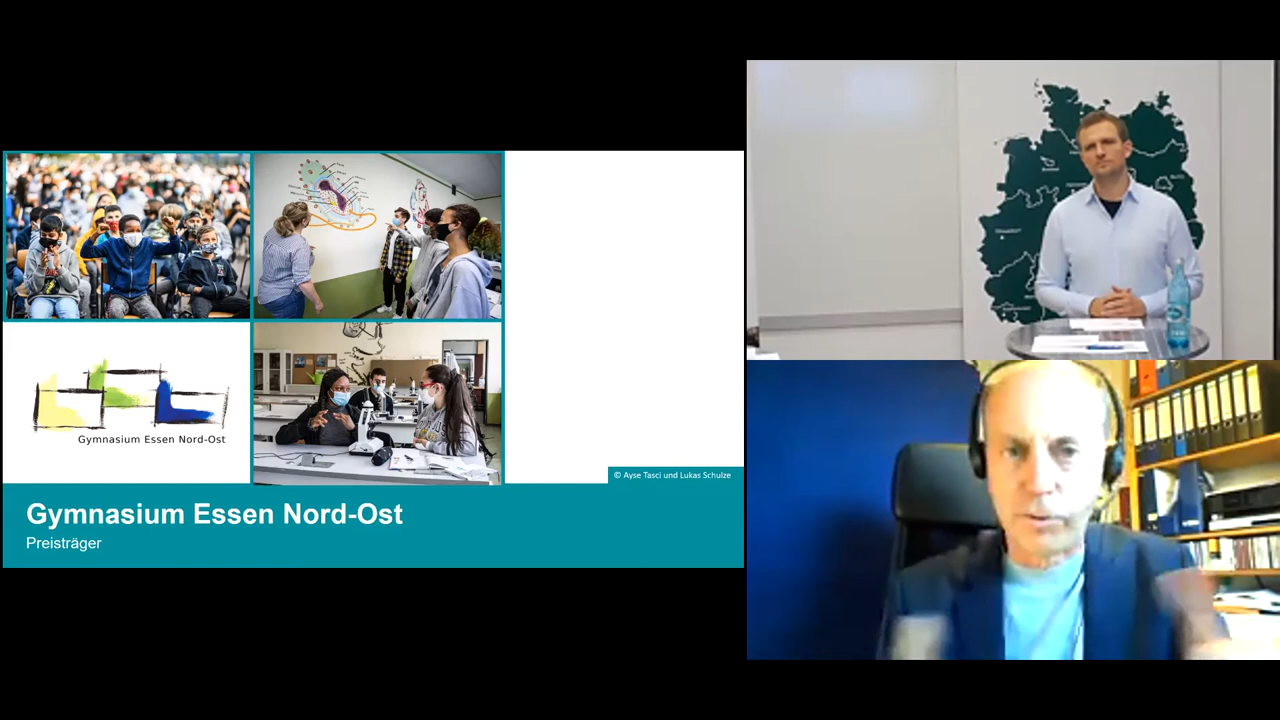 Gymnasium Essen Nord-Ost
© Ayse Tasci und Lukas Schulze
Gymnasium Essen Nord-Ost
Preisträger